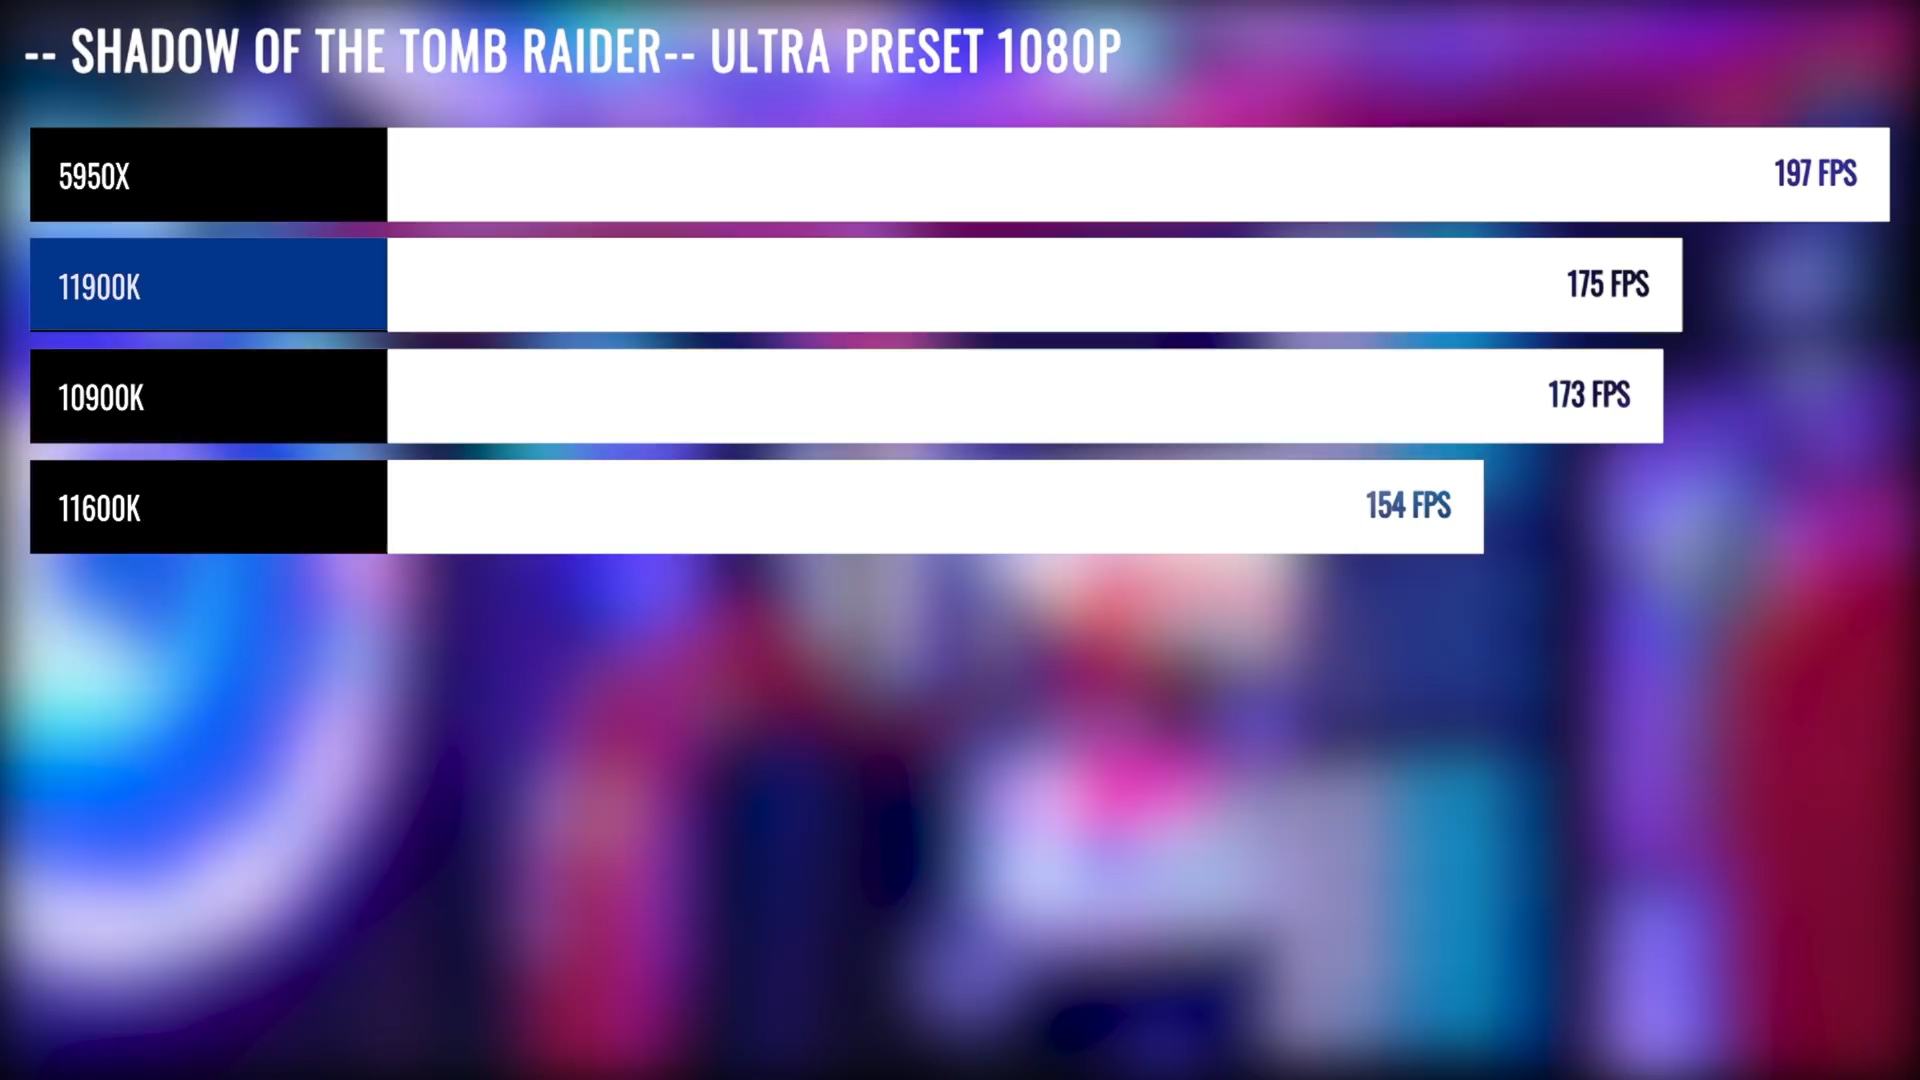 -- SHADOW OF THE TOMB RAIDER-- ULTRA PRESET 1080P
5950X 197 FPS
11900K 175 FPS
10900K 173 FPS
11600K 154 FPS